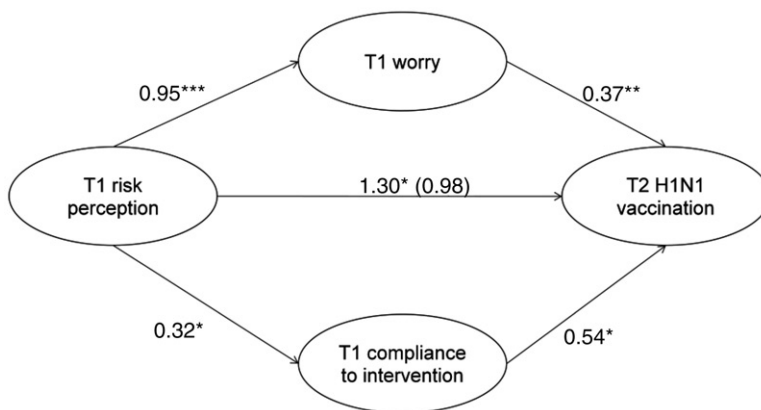 T1 worry
0.95***
0.37**
T1 risk
perception
1.30* (0.98)
T2 H1N1
vaccination
0.32*
T1 compliance
to intervention
0.54*